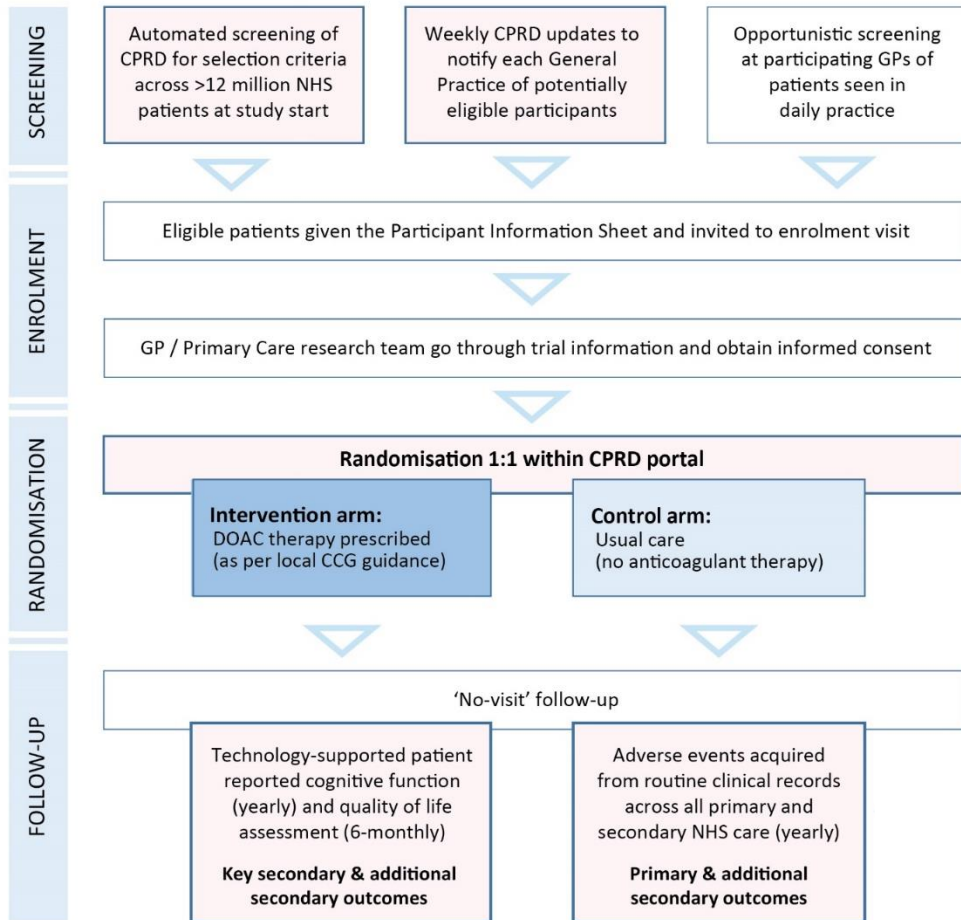 SCREENING
Automated screening of
CPRD for selection criteria
across >12 million NHS
patients at study start
Weekly CPRD updates to
notify each General
Practice of potentially
eligible participants
Opportunistic screening
at participating GPs of
patients seen in
daily practice
ENROLMENT
Eligible patients given the Participant Information Sheet and invited to enrolment visit
GP / Primary Care research team go through trial information and obtain informed consent
RANDOMISATION
Randomisation 1:1 within CPRD portal
Intervention arm:
DOAC therapy prescribed
(as per local CCG guidance)
Control arm:
Usual care
(no anticoagulant therapy)
FOLLOW-UP
‘No-visit’ follow-up
Technology-supported patient
reported cognitive function
(yearly) and quality of life
assessment (6-monthly)
Key secondary & additional
secondary outcomes
Adverse events acquired
from routine clinical records
across all primary and
secondary NHS care (yearly)
Primary & additional
secondary outcomes